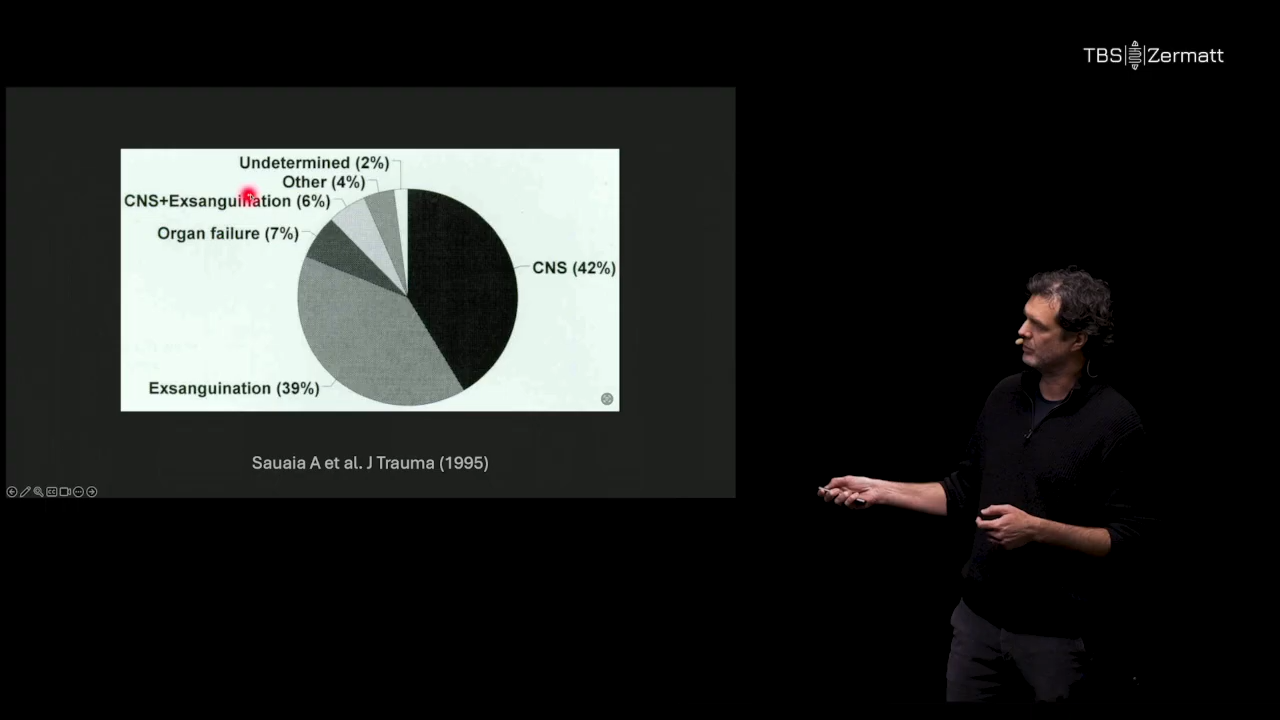 TBS Zermatt
Undetermined (2%)
Other (4%)
CNS+Exsanguination (6%)
Organ failure (7%)
CNS (42%)
Exsanguination (39%)
Sauaia A et al. J Trauma (1995)